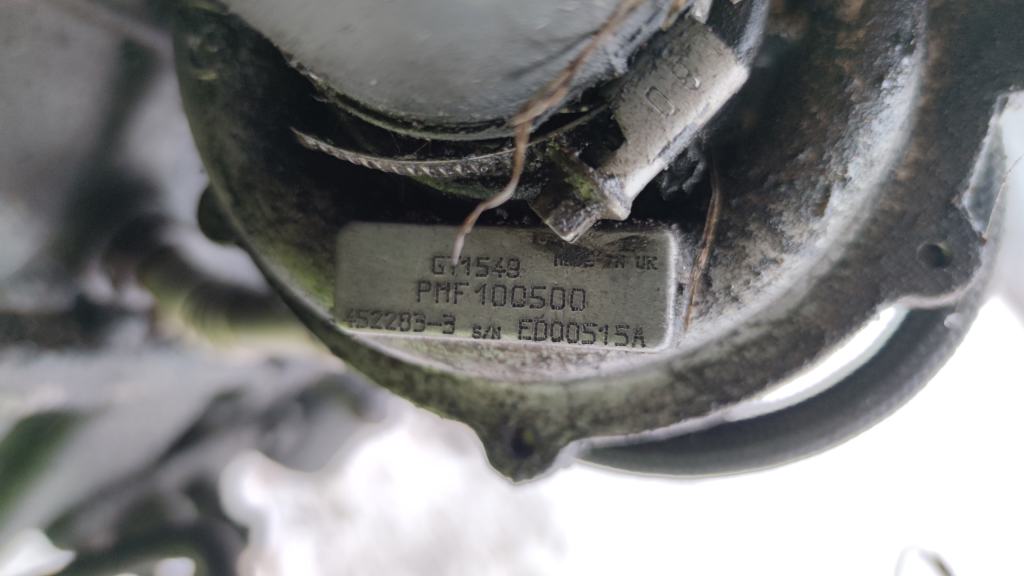 GT1549 MADE IN UK
PMF100500
452283-3 S/N ED00515A